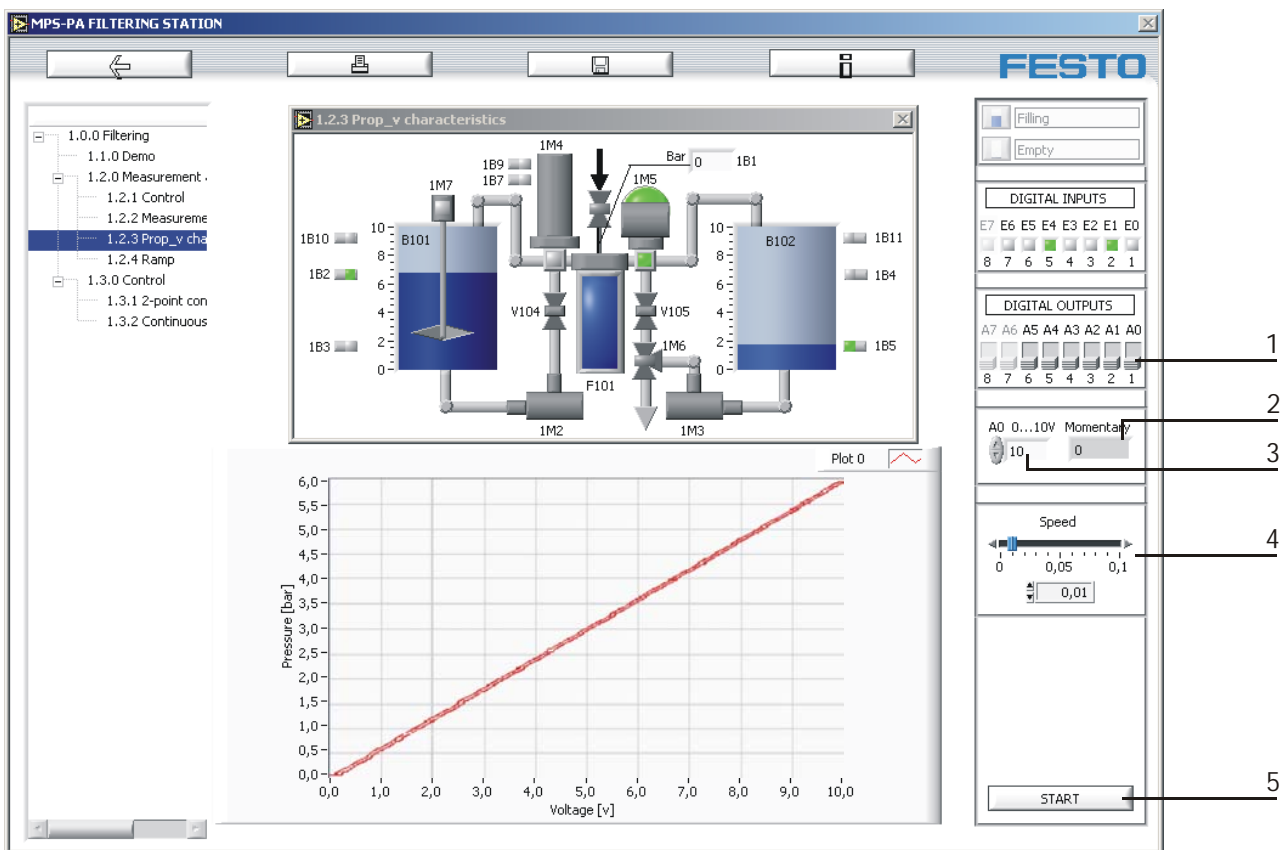 MPS-PA FILTERING STATION
FESTO
1.0.0 Filtering
1.1.0 Demo
1.2.0 Measurement
1.2.1 Control
1.2.2 Measureme
1.2.3 Prop_v cha
1.2.4 Ramp
1.3.0 Control
1.3.1 2-point con
1.3.2 Continuous
1.2.3 Prop_v characteristics
1M4
1B9
1B7
Bar 0 1B1
1M7
1M5
B101
B102
1B10
1B2
1B3
10
8
6
4
2
0
10
8
6
4
2
0
1B11
1B4
1B5
V104
V105
1M6
F101
1M2
1M3
Plot 0
Pressure [bar]
6,0
5,5
5,0
4,5
4,0
3,5
3,0
2,5
2,0
1,5
1,0
0,5
0,0
0,0 1,0 2,0 3,0 4,0 5,0 6,0 7,0 8,0 9,0 10,0
Voltage [v]
Filling
Empty
DIGITAL INPUTS
E7 E6 E5 E4 E3 E2 E1 E0
8 7 6 5 4 3 2 1
DIGITAL OUTPUTS
A7 A6 A5 A4 A3 A2 A1 A0
8 7 6 5 4 3 2 1
A0 0...10V Momentary
10 0
Speed
0 0,05 0,1
0,01
START
1
2
3
4
5